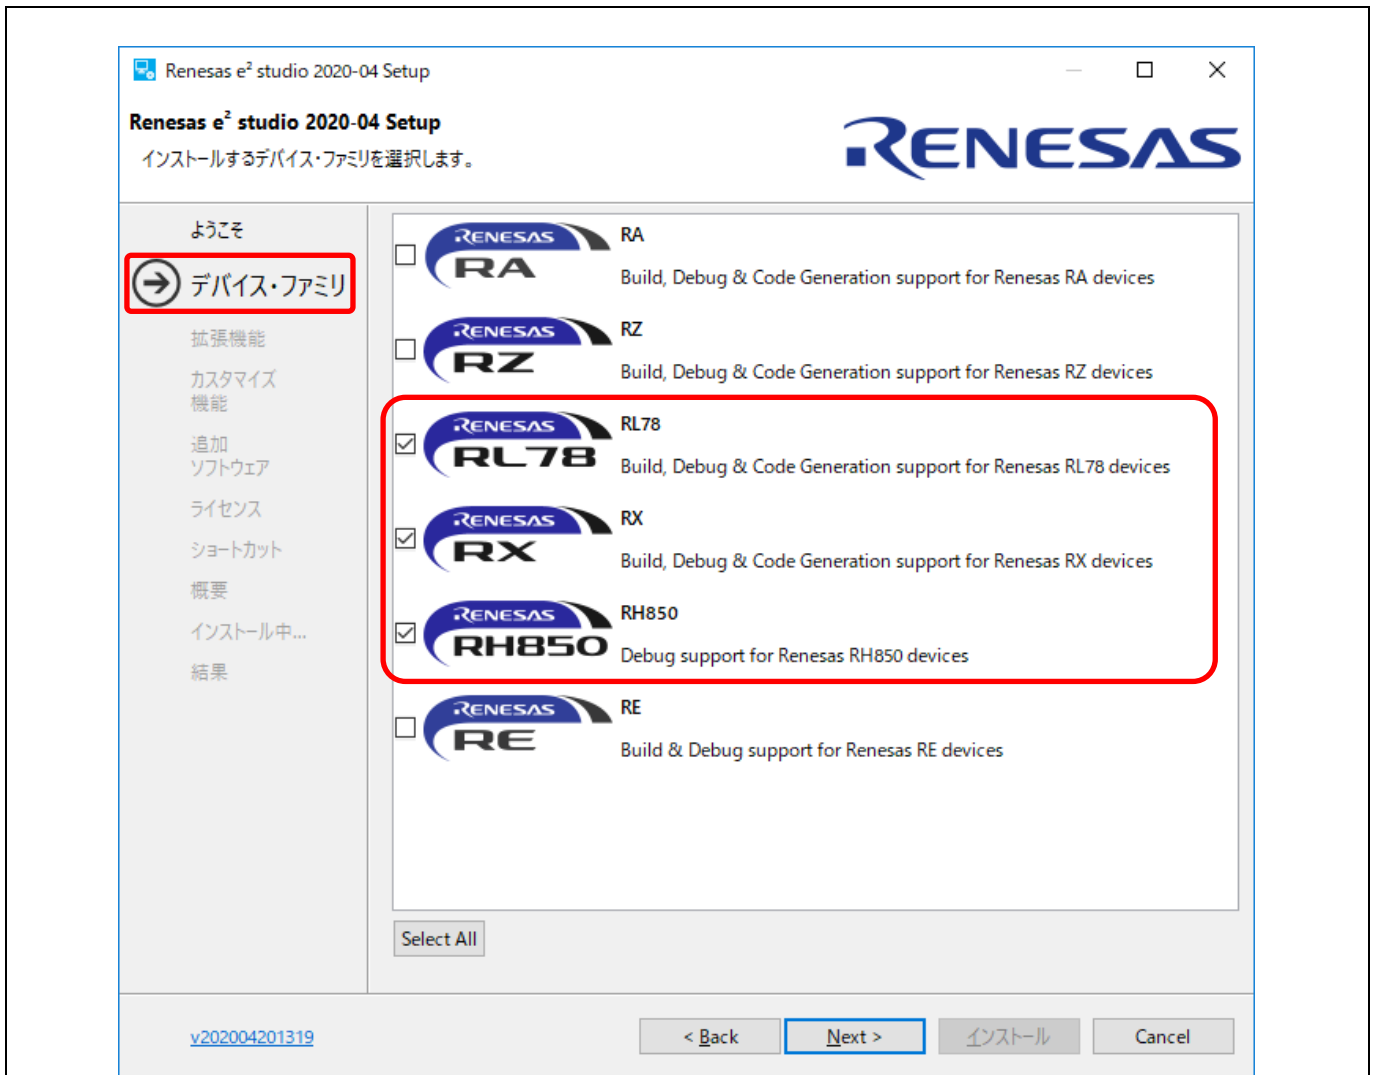 Renesas e² studio 2020-04 Setup
Renesas e² studio 2020-04 Setup
インストールするデバイス・ファミリを選択します。
RENESAS
ようこそ
デバイス・ファミリ
拡張機能
カスタマイズ
機能
追加
ソフトウェア
ライセンス
ショートカット
概要
インストール中...
結果
RENESAS
RA
RA
Build, Debug & Code Generation support for Renesas RA devices
RENESAS
RZ
RZ
Build, Debug & Code Generation support for Renesas RZ devices
RENESAS
RL78
RL78
Build, Debug & Code Generation support for Renesas RL78 devices
RENESAS
RX
RX
Build, Debug & Code Generation support for Renesas RX devices
RENESAS
RH850
RH850
Debug support for Renesas RH850 devices
RENESAS
RE
RE
Build & Debug support for Renesas RE devices
Select All
v202004201319
< Back
Next >
インストール
Cancel